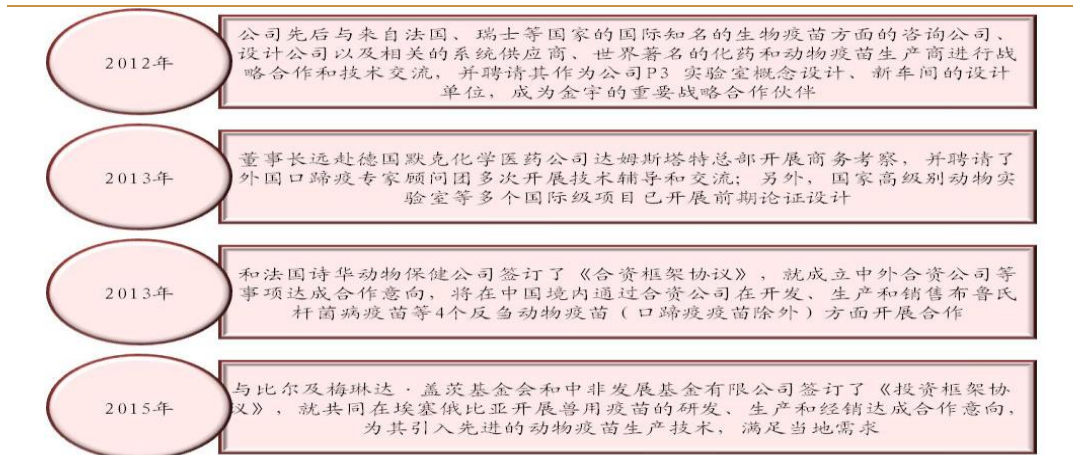 2012年
公司先后与来自法国、瑞士等国家的国际知名的生物疫苗方面的咨询公司、
设计公司以及相关的系统供应商、世界著名的化药和动物疫苗生产商进行战
略合作和技术交流，并聘请其作为公司P3 实验室概念设计、新车间的设计
单位，成为金宇的重要战略合作伙伴
2013年
董事长远赴德国默克化学医药公司达姆斯塔特总部开展商务考察，并聘请了
外国口蹄疫专家顾问团多次开展技术辅导和交流；另外，国家高级别动物实
验室等多个国际级项目已开展前期论证设计
2013年
和法国诗华动物保健公司签订了《合资框架协议》，就成立中外合资公司等
事项达成合作意向，将在中国境内通过合资公司在开发、生产和销售布鲁氏
杆菌病疫苗等4个反刍动物疫苗（口蹄疫疫苗除外）方面开展合作
2015年
与比尔及梅琳达·盖茨基金会和中非发展基金有限公司签订了《投资框架协
议》，就共同在埃塞俄比亚开展兽用疫苗的研发、生产和经销达成合作意向，
为其引入先进的动物疫苗生产技术，满足当地需求